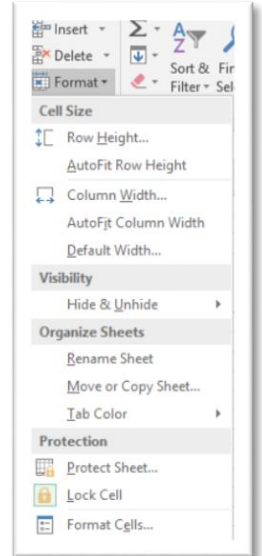 Insert
Delete
Format
Σ
A
Z
Sort &
Filter
Cell Size
Row Height...
AutoFit Row Height
Column Width...
AutoFit Column Width
Default Width...
Visibility
Hide & Unhide
Organize Sheets
Rename Sheet
Move or Copy Sheet...
Tab Color
Protection
Protect Sheet...
Lock Cell
Format Cells...